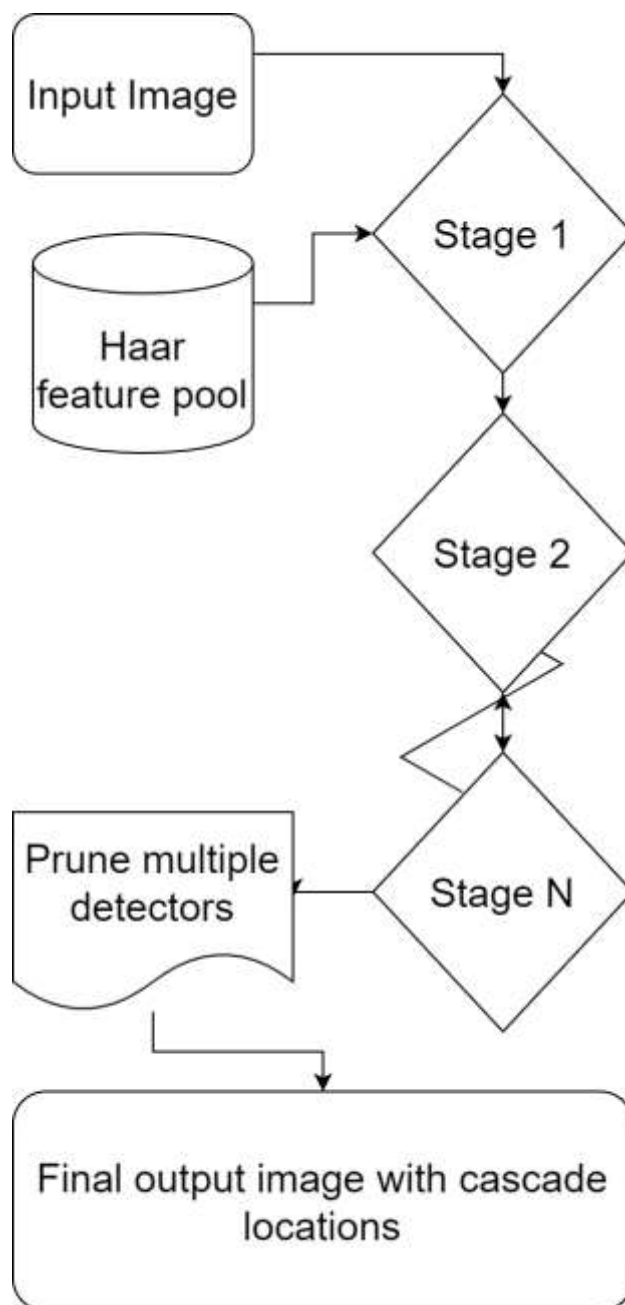 Input Image
Stage 1
Haar
feature pool
Stage 2
Prune multiple
detectors
Stage N
Final output image with cascade
locations